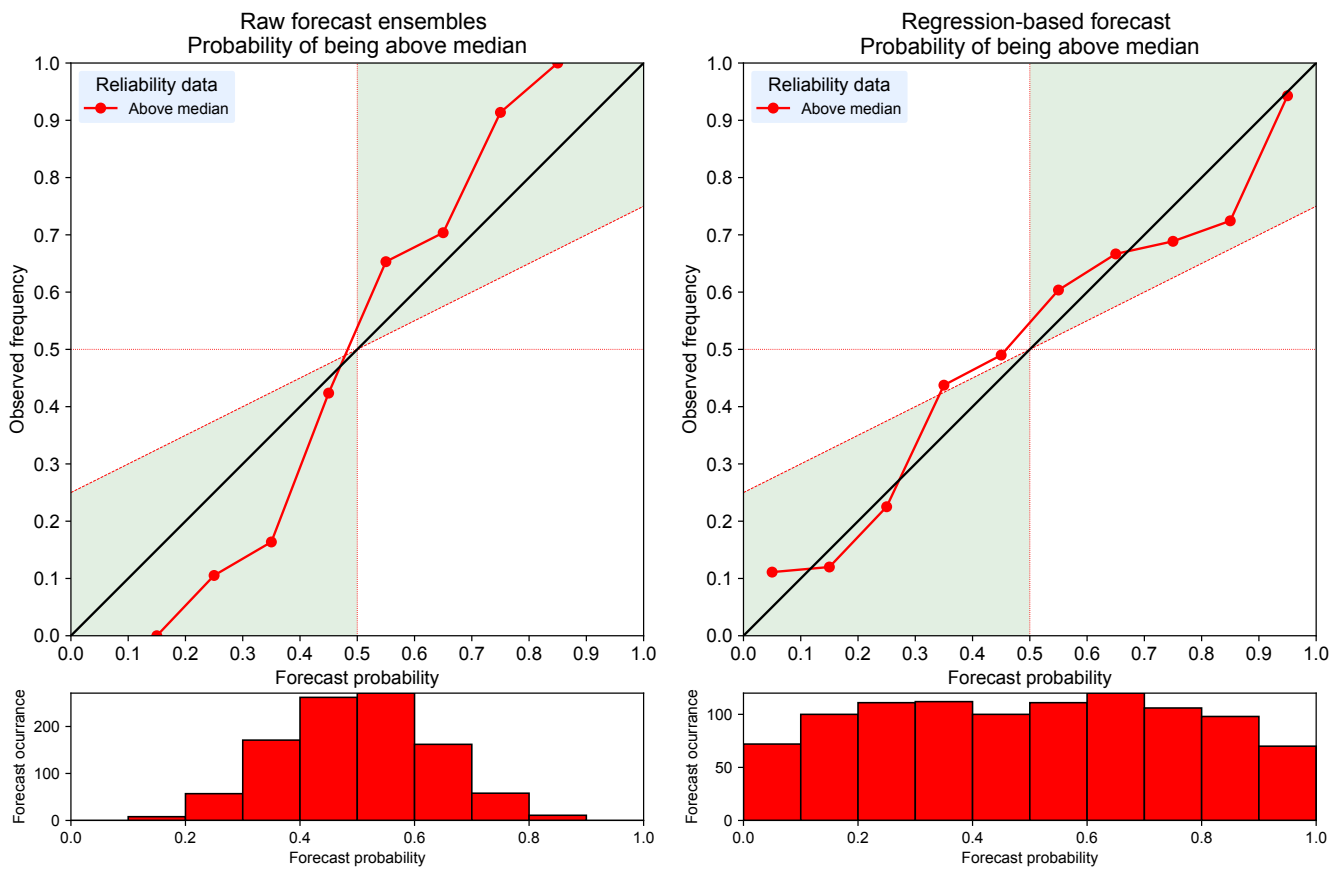 Raw forecast ensembles
Probability of being above median
Reliability data
Above median
Observed frequency
1.0
0.9
0.8
0.7
0.6
0.5
0.4
0.3
0.2
0.1
0.0
0.0 0.1 0.2 0.3 0.4 0.5 0.6 0.7 0.8 0.9 1.0
Forecast probability
Forecast ocurrance
200
100
0
0.0 0.2 0.4 0.6 0.8 1.0
Forecast probability
Regression-based forecast
Probability of being above median
Reliability data
Above median
Observed frequency
1.0
0.9
0.8
0.7
0.6
0.5
0.4
0.3
0.2
0.1
0.0
0.0 0.1 0.2 0.3 0.4 0.5 0.6 0.7 0.8 0.9 1.0
Forecast probability
Forecast ocurrance
100
50
0
0.0 0.2 0.4 0.6 0.8 1.0
Forecast probability